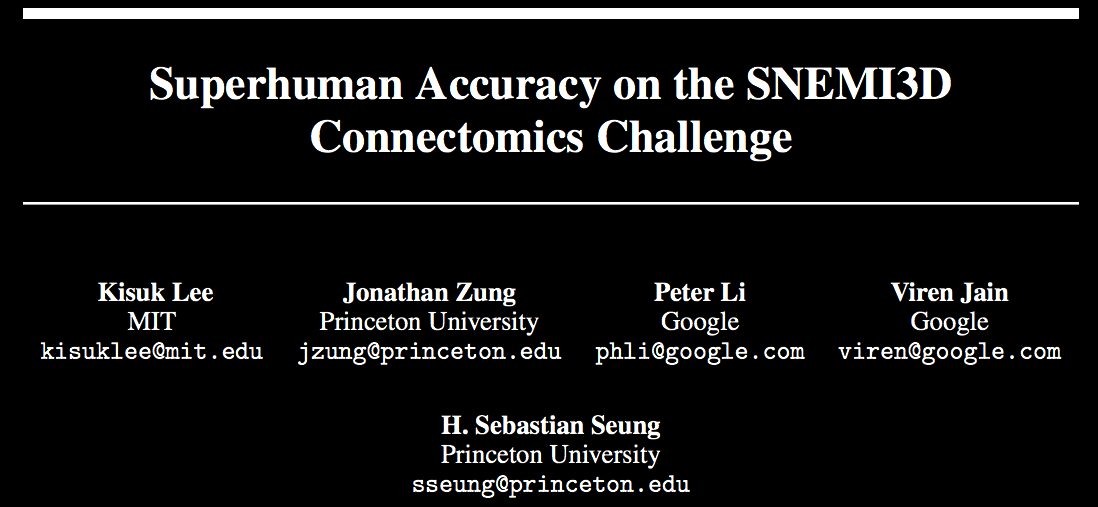 Superhuman Accuracy on the SNEMI3D
Connectomics Challenge
Kisuk Lee
MIT
kisuklee@mit.edu
Jonathan Zung
Princeton University
jzung@princeton.edu
Peter Li
Google
phli@google.com
Viren Jain
Google
viren@google.com
H. Sebastian Seung
Princeton University
sseung@princeton.edu